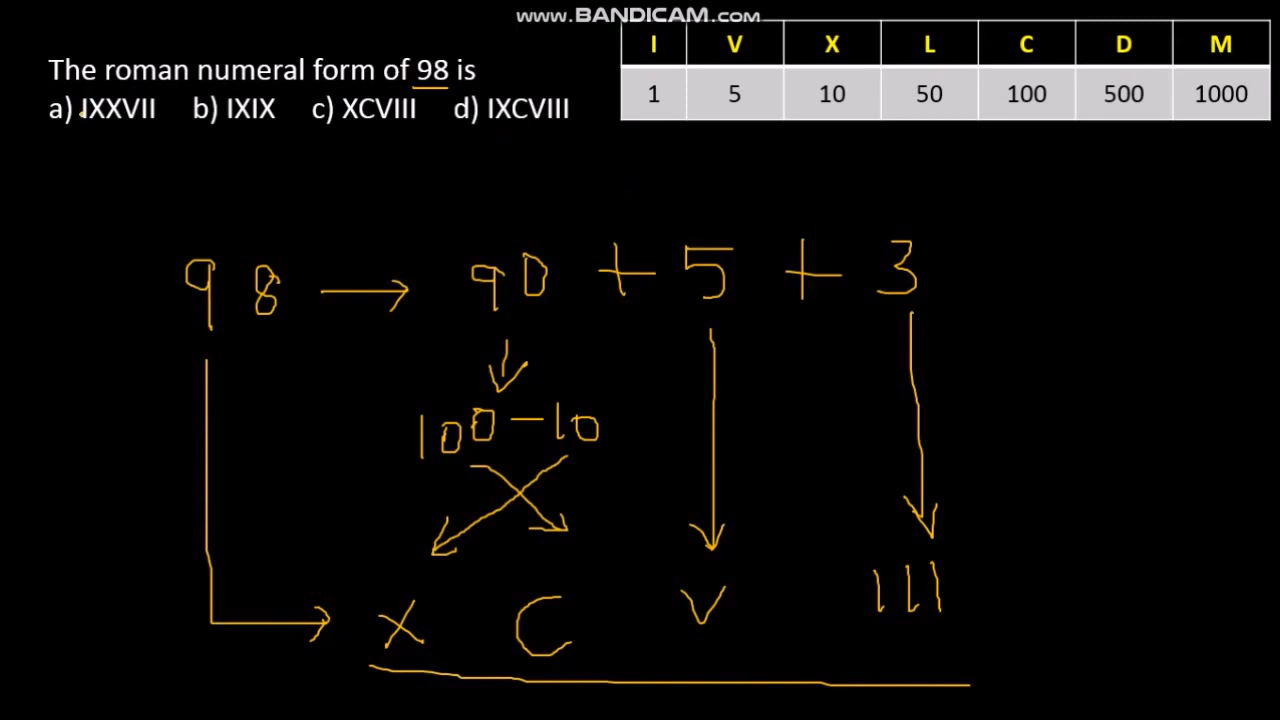 www.BANDICAM.com
I V X L C D M
The roman numeral form of 98 is
1 5 10 50 100 500 1000
a) IXXVII b) IXIX c) XCVIII d) IXCVIII
98 → 90 + 5 + 3
100 - 10
X C V III